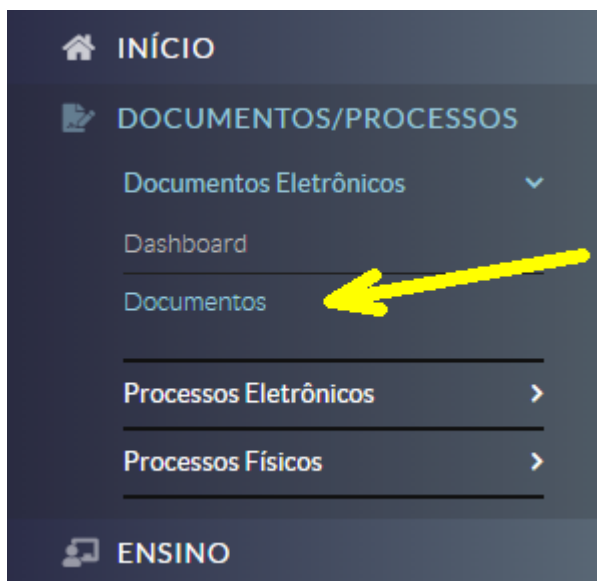 INÍCIO
DOCUMENTOS/PROCESSOS
Documentos Eletrônicos
Dashboard
Documentos
Processos Eletrônicos
Processos Físicos
ENSINO